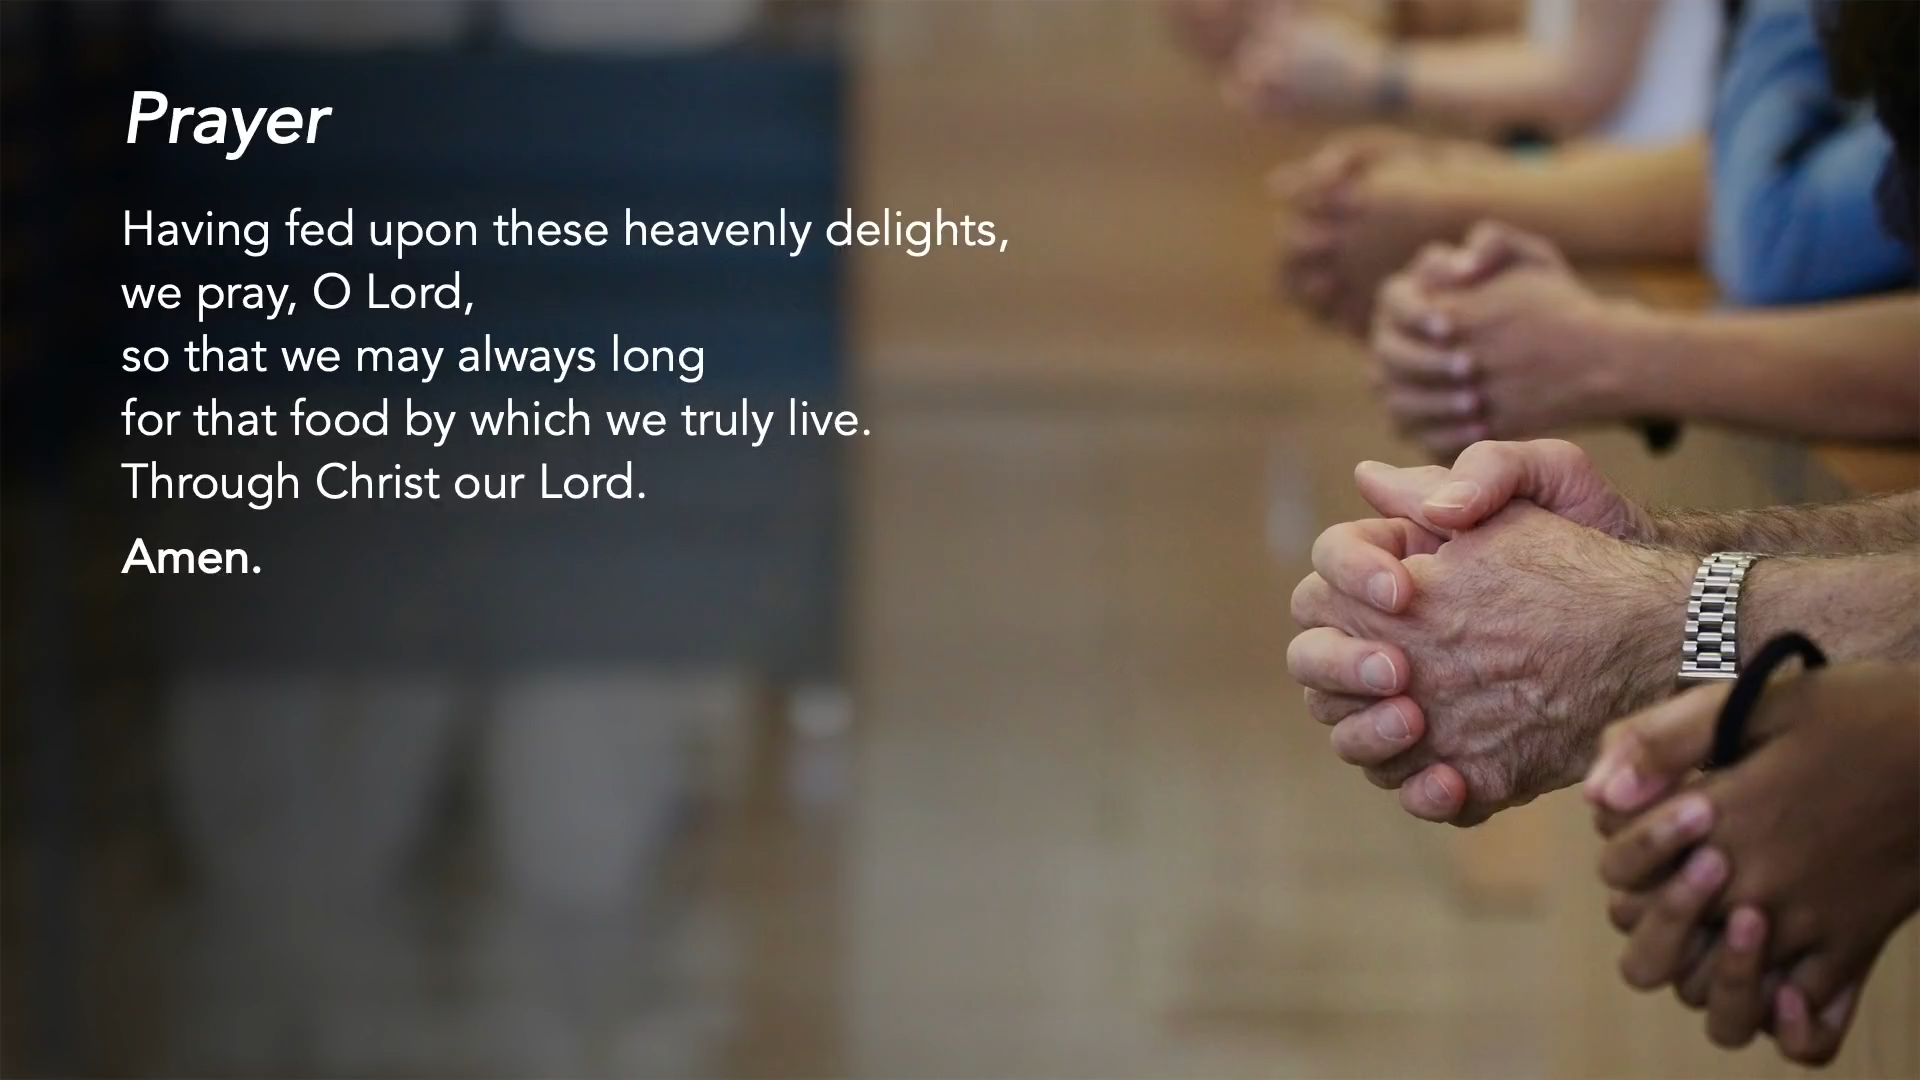 Prayer
Having fed upon these heavenly delights,
we pray, O Lord,
so that we may always long
for that food by which we truly live.
Through Christ our Lord.
Amen.